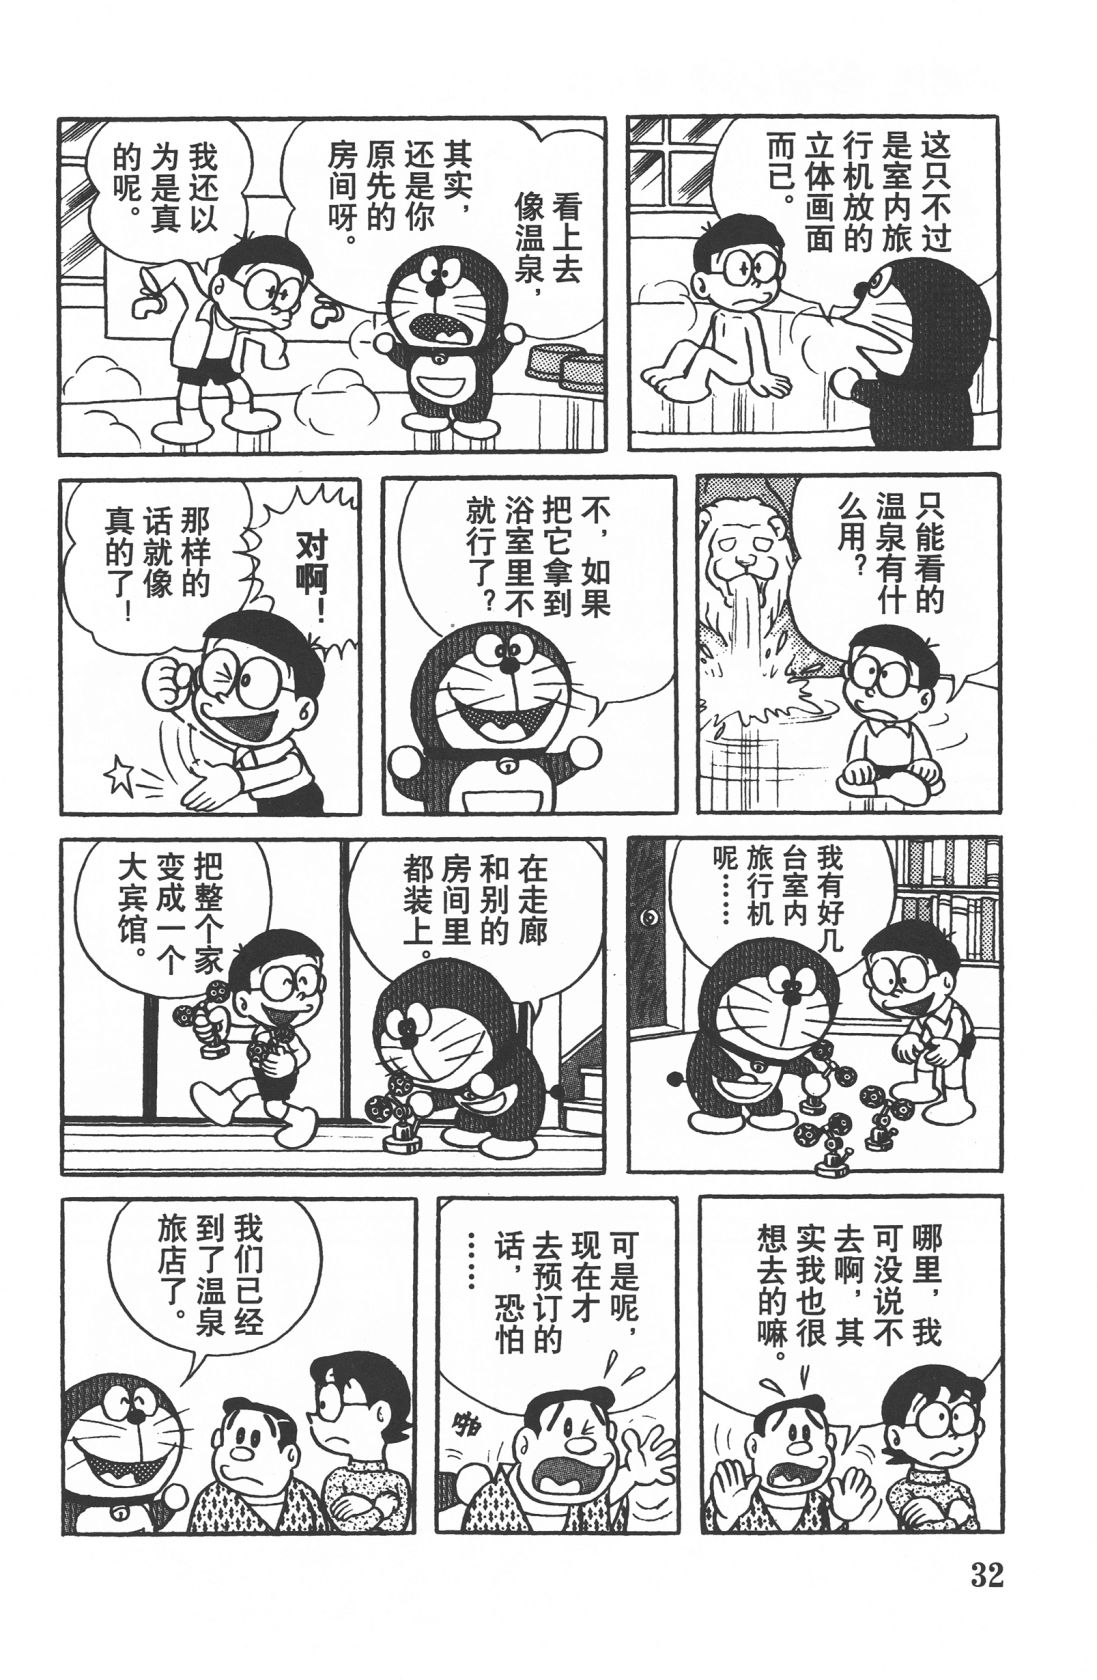 这只不过
是室内旅
行机放的
立体画面
而已。
看上去
像温泉，
其实，
还是你
原先的
房间呀。
我还以
为是真
的呢。
只能看的
温泉有什
么用？
不，如果
把它拿到
浴室里不
就行了？
对啊！
那样的
话就像
真的了！
我有好几
台室内
旅行机
呢……
在走廊
和别的
房间里
都装上。
把整个家
变成一个
大宾馆。
哪里，我
可没说不
去啊，其
实我也很
想去的嘛。
可是呢，
现在才
去预订的
话，恐怕
……
啪
我们已经
到了温泉
旅店了。
32